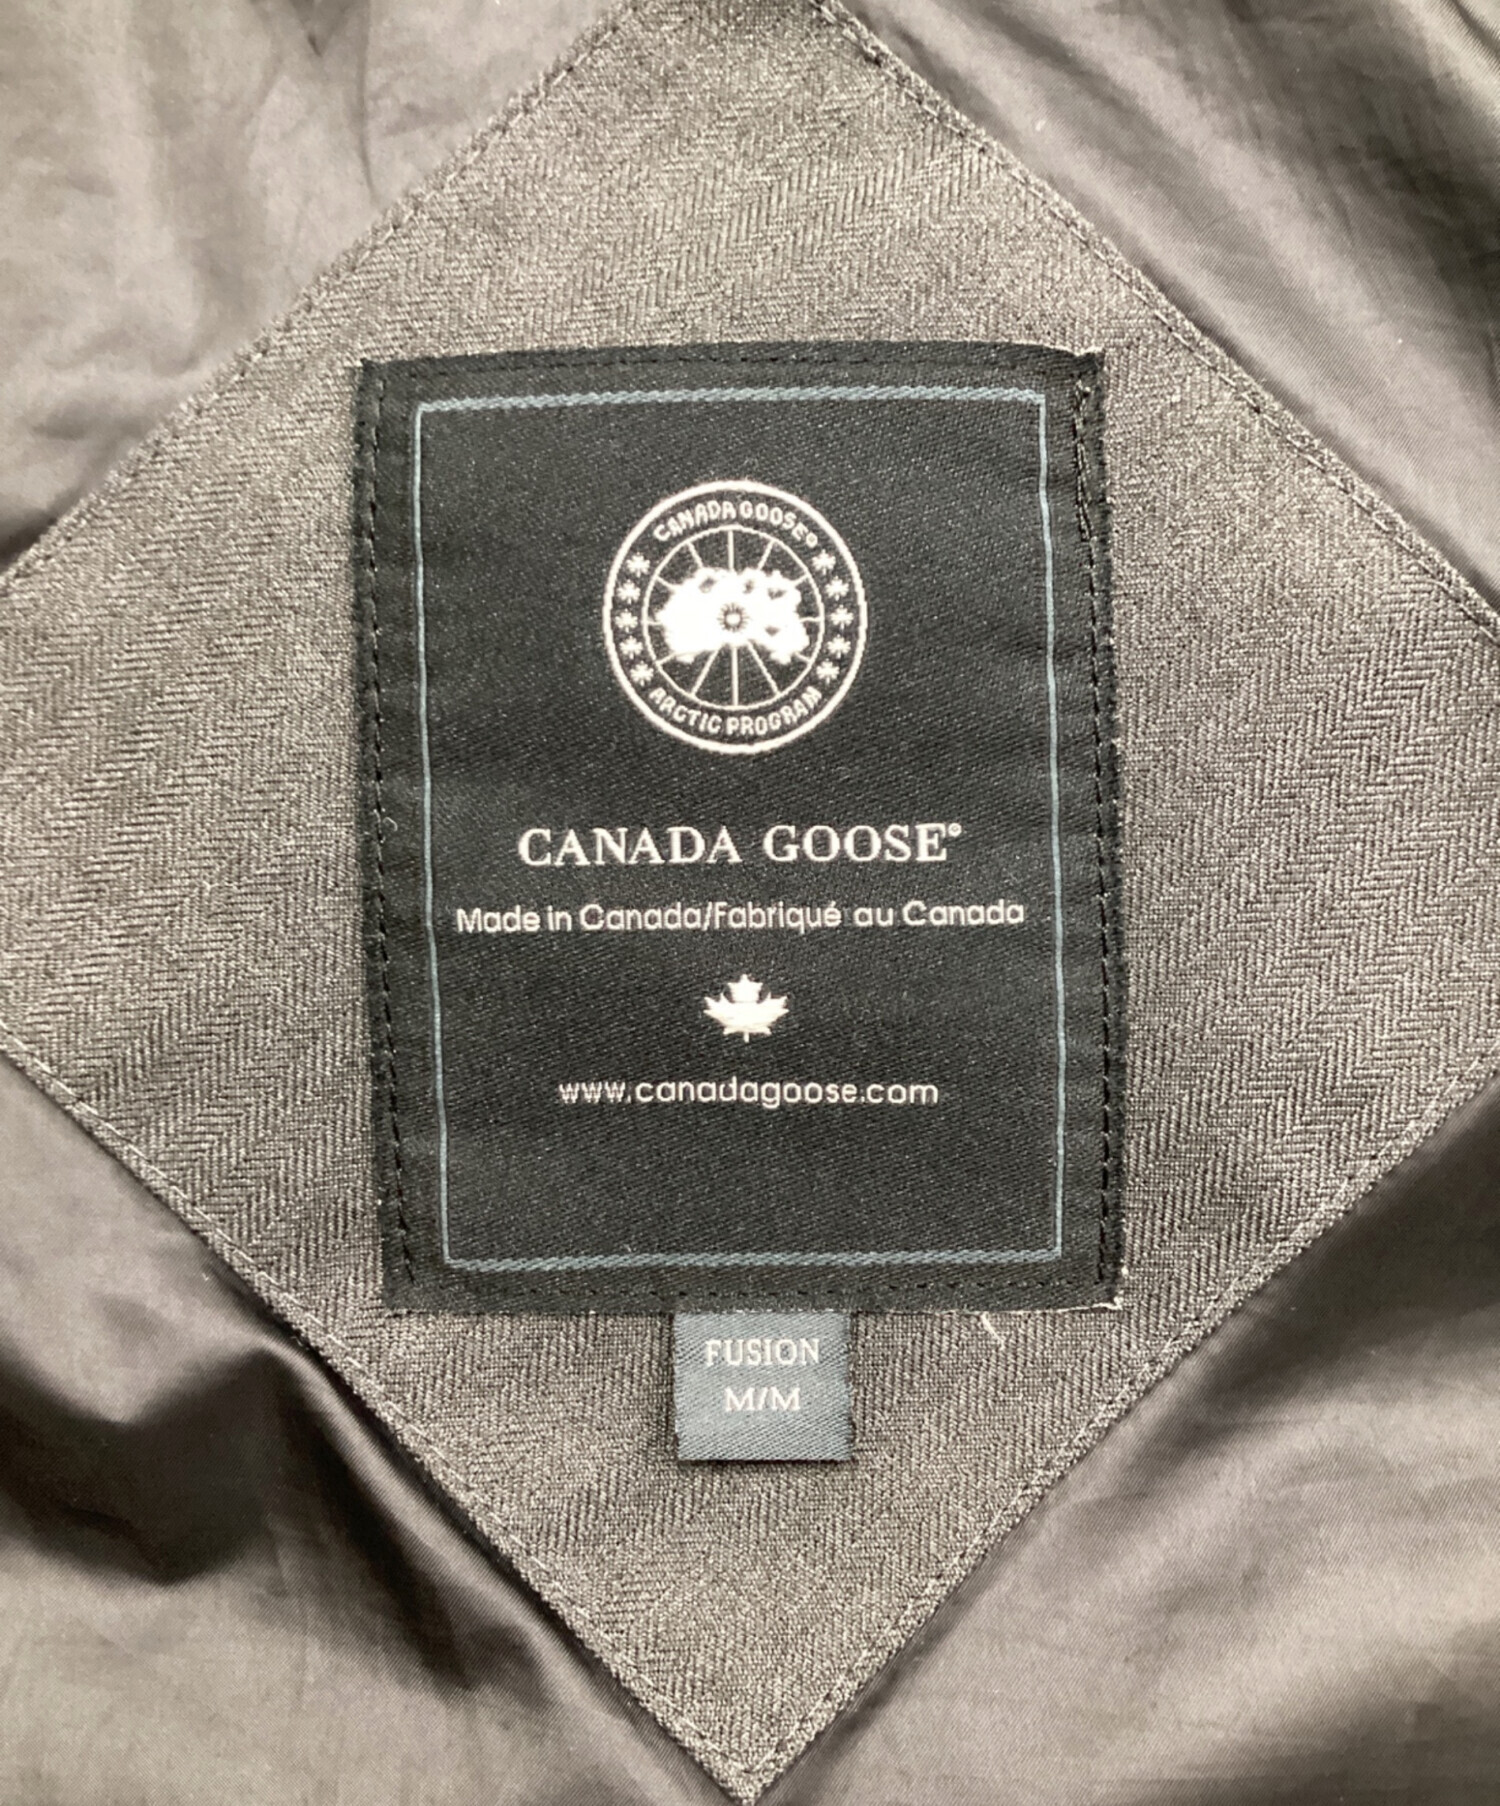 CANADA GOOSE®
ARCTIC PROGRAM
CANADA GOOSE®
Made in Canada/Fabriqué au Canada
www.canadagoose.com
FUSION
M/M